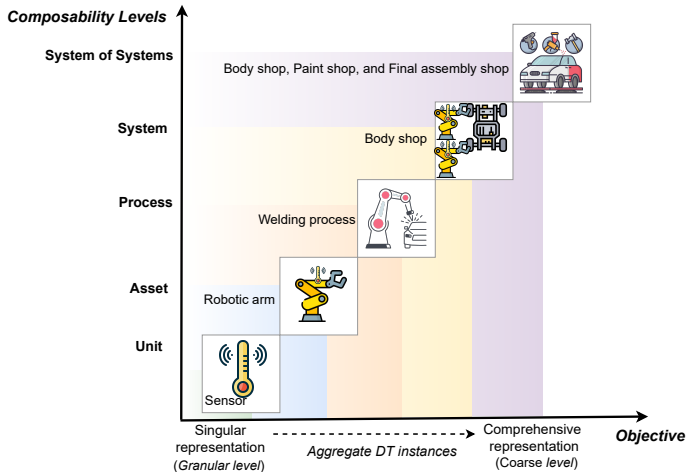 Composability Levels
System of Systems
Body shop, Paint shop, and Final assembly shop
System
Body shop
Process
Welding process
Asset
Robotic arm
Unit
Sensor
Singular
representation
(Granular level)
Aggregate DT instances
Comprehensive
representation
(Coarse level)
Objective